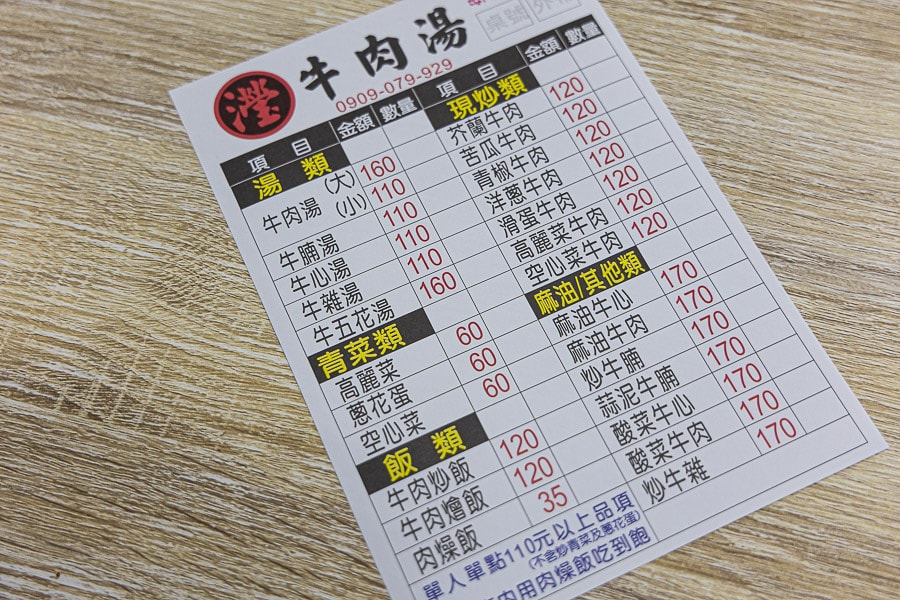 瀅 牛肉湯
0909-079-929
桌號
項目 金額 數量
湯類
牛肉湯 (大) 160
(小) 110
牛腩湯 110
牛心湯 110
牛雜湯 110
牛五花湯 160
青菜類
高麗菜 60
蔥花蛋 60
空心菜 60
飯類
牛肉炒飯 120
牛肉燴飯 120
肉燥飯 35
項目 金額 數量
現炒類
芥蘭牛肉 120
苦瓜牛肉 120
青椒牛肉 120
洋蔥牛肉 120
滑蛋牛肉 120
高麗菜牛肉 120
空心菜牛肉 120
麻油/其他類
麻油牛心 170
麻油牛肉 170
炒牛腩 170
蒜泥牛腩 170
酸菜牛心 170
酸菜牛肉 170
炒牛雜 170
單人單點110元以上品項
(不含炒青菜及蔥花蛋)
內用肉燥飯吃到飽